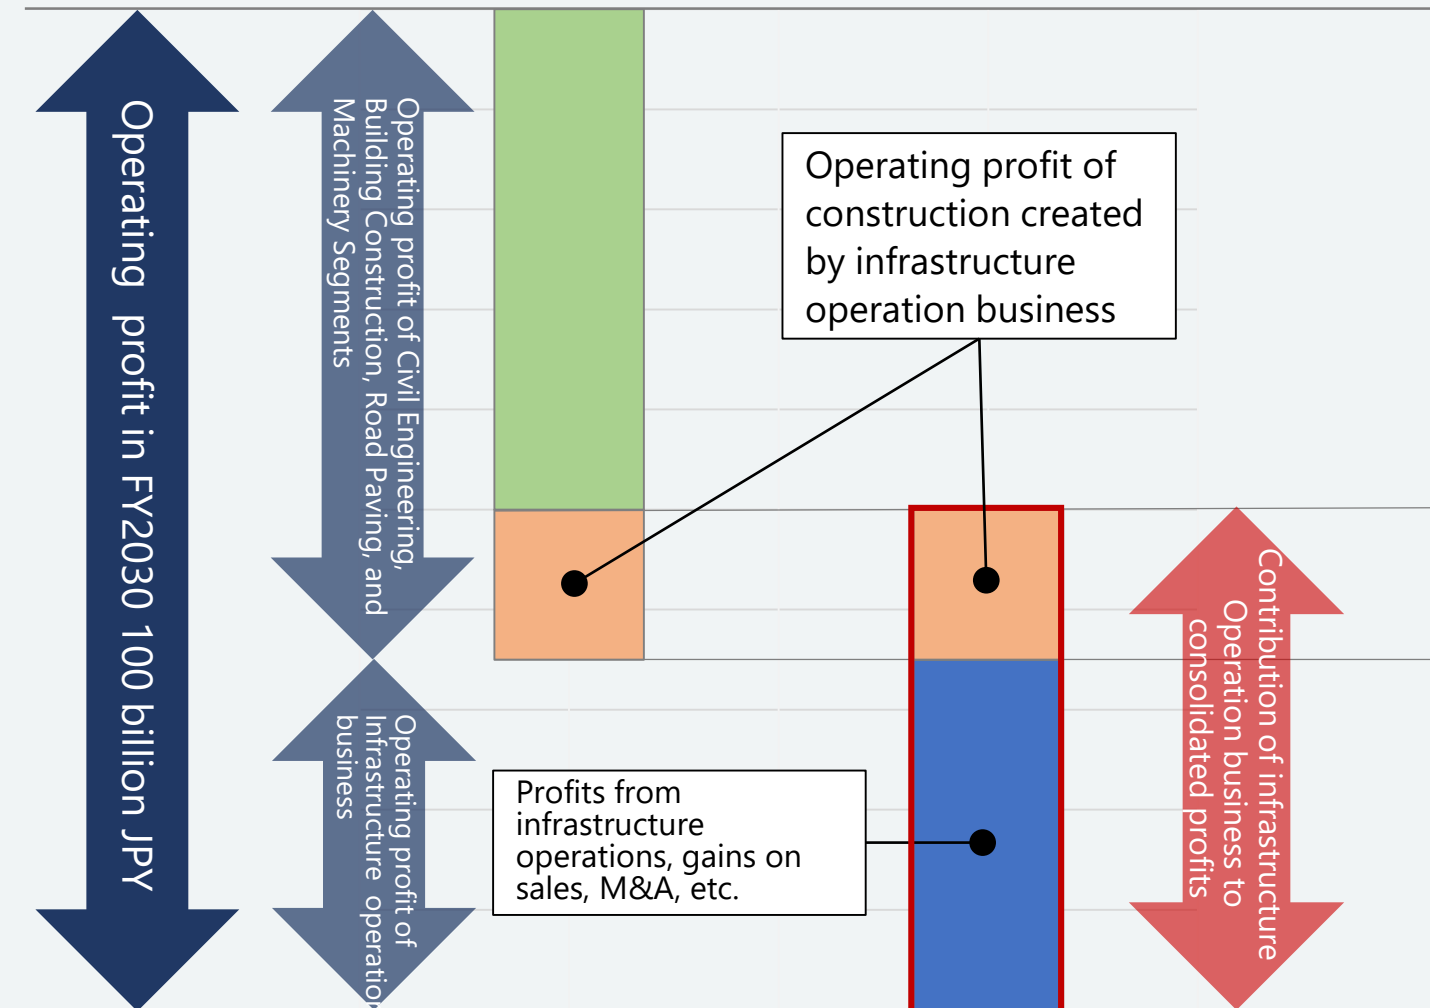 Operating profit in FY2030 100 billion JPY
Operating profit of Civil Engineering,
Building Construction, Road Paving, and
Machinery Segments
Operating profit of
construction created
by infrastructure
operation business
Operating profit of
Infrastructure operation
business
Profits from
infrastructure
operations, gains on
sales, M&A, etc.
Contribution of infrastructure
Operation business to
consolidated profits